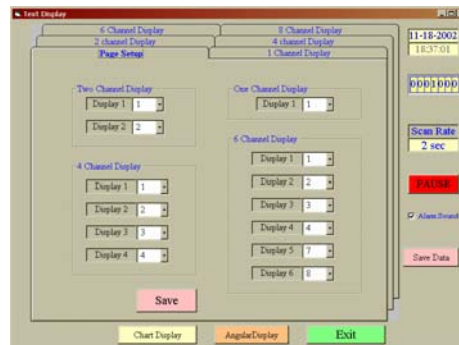 Text Display
6 Channel Display
8 Channel Display
2 channel Display
4 channel Display
Page Setup
1 Channel Display
Two Channel Display
Display 1 1
Display 2 2
One Channel Display
Display 1 1
4 Channel Display
Display 1 1
Display 2 2
Display 3 3
Display 4 4
6 Channel Display
Display 1 1
Display 2 2
Display 3 3
Display 4 4
Display 5 7
Display 6 8
Save
11-18-2002
18:37:01
0001000
Scan Rate
2 sec
PAUSE
Alarm Sound
Save Data
Chart Display
AngularDisplay
Exit